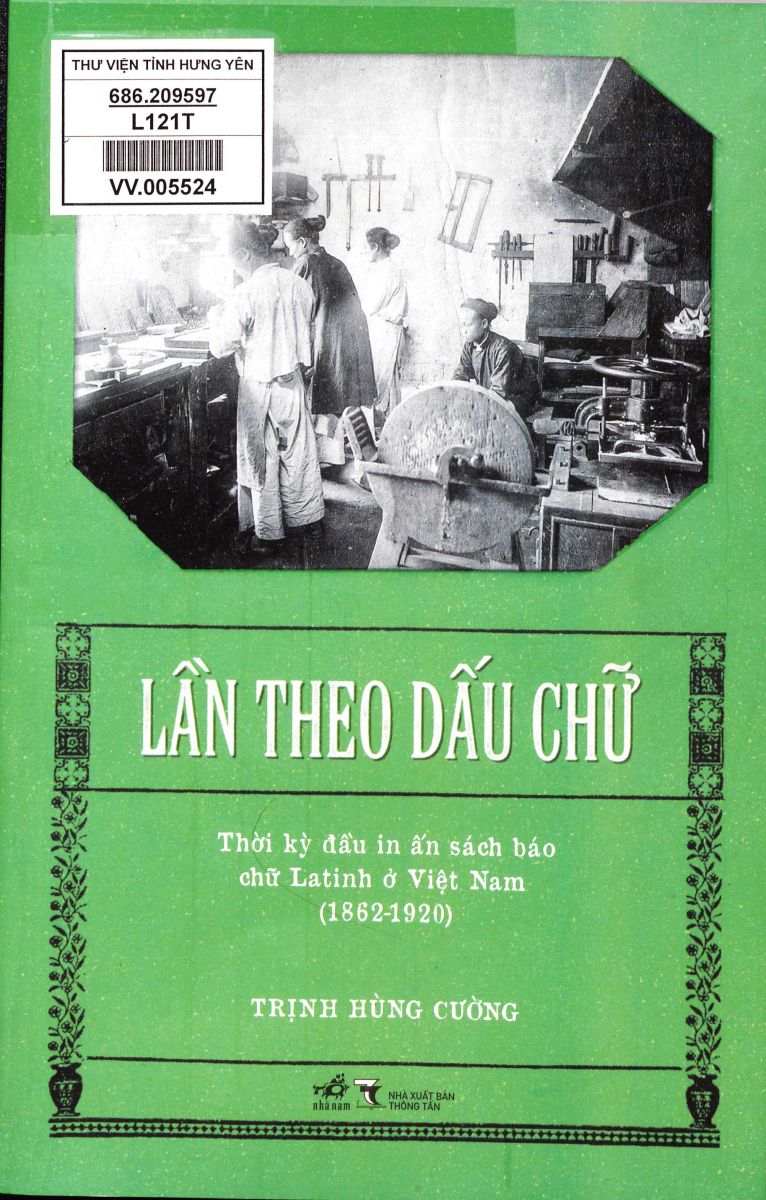 THƯ VIỆN TỈNH HƯNG YÊN
686.209597
L121T
VV.005524
LẦN THEO DẤU CHỮ
Thời kỳ đầu in ấn sách báo
chữ Latinh ở Việt Nam
(1862-1920)
TRỊNH HÙNG CƯỜNG
nhã nam
NHÀ XUẤT BẢN
THÔNG TẤN